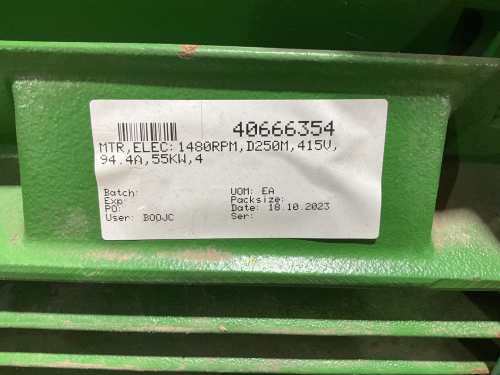 40666354
MTR,ELEC:1480RPM,D250M,415V,
94.4A,55KW,4
Batch:
UOM: EA
Exp:
Packsize:
PO:
Date: 18.10.2023
User: BOOJC
Ser: